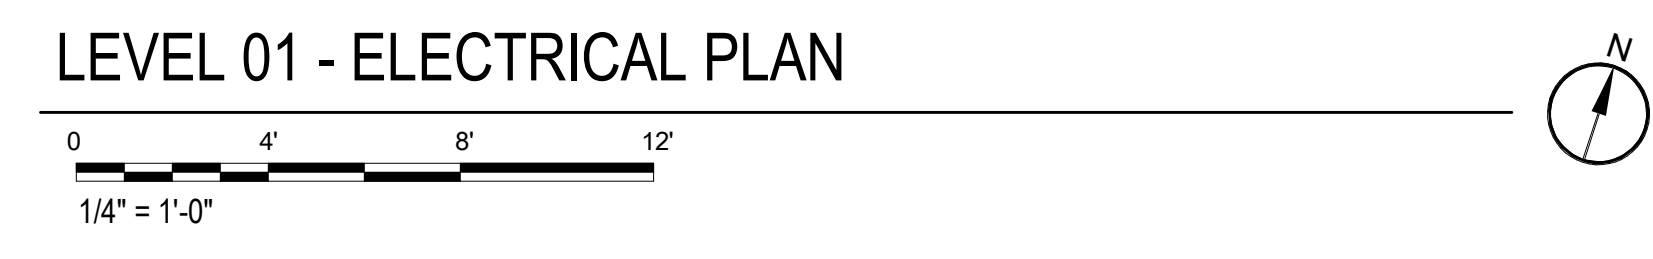 LEVEL 01 - ELECTRICAL PLAN
N
0 4' 8' 12'
1/4" = 1'-0"